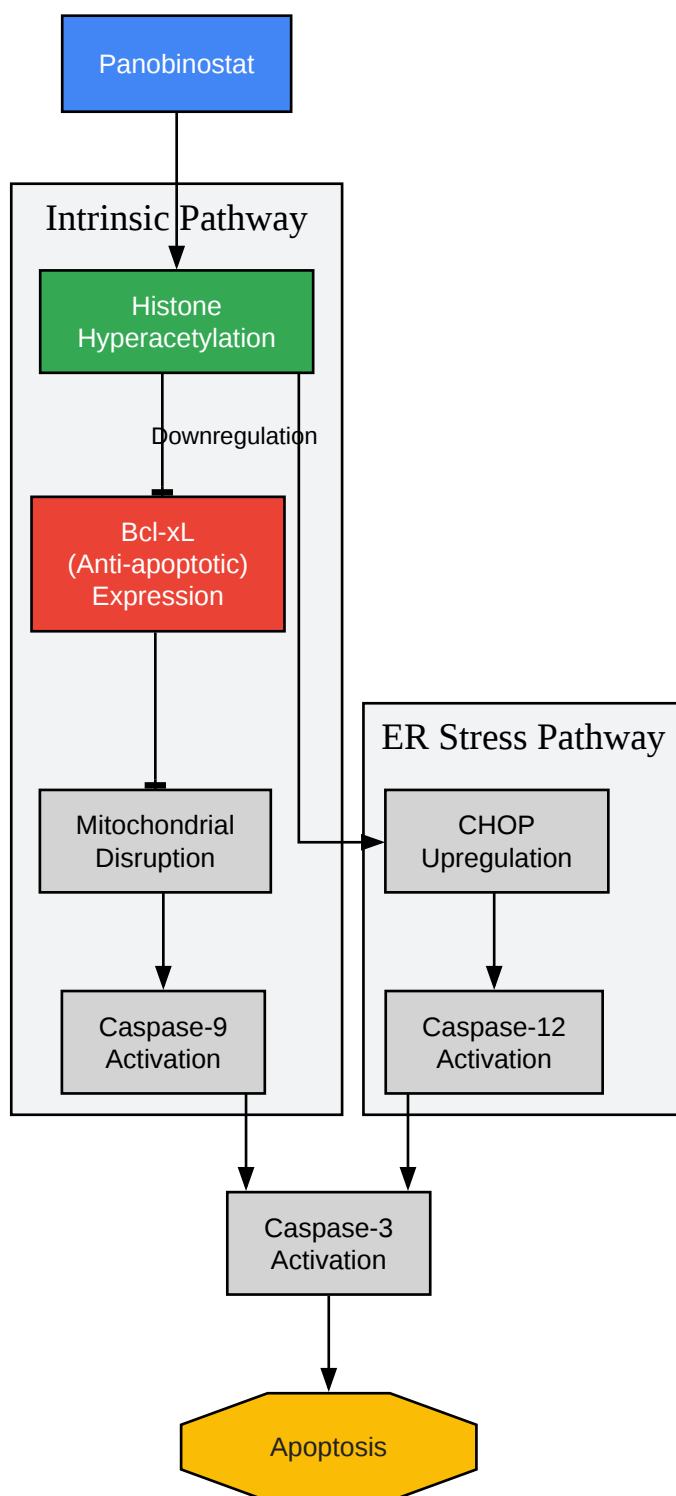 Panobinostat
Intrinsic Pathway
Histone
Hyperacetylation
Downregulation
Bcl-xL
(Anti-apoptotic)
Expression
ER Stress Pathway
Mitochondrial
Disruption
CHOP
Upregulation
Caspase-9
Activation
Caspase-12
Activation
Caspase-3
Activation
Apoptosis